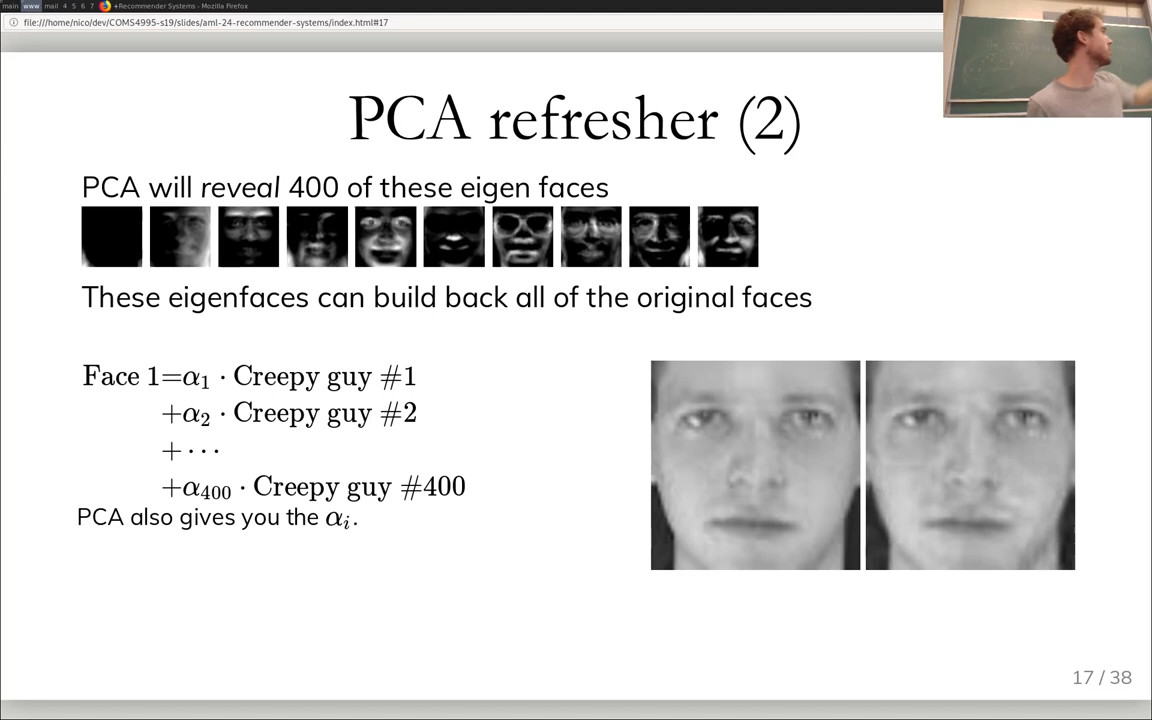 main www mail 4 5 6 7 +Recommender Systems - Mozilla Firefox
file:///home/nico/dev/COMS4995-s19/slides/aml-24-recommender-systems/index.html#17
PCA refresher (2)
PCA will reveal 400 of these eigen faces
These eigenfaces can build back all of the original faces
Face 1=α₁ · Creepy guy #1
+α₂ · Creepy guy #2
+ · · ·
+α₄₀₀ · Creepy guy #400
PCA also gives you the αᵢ.
17 / 38